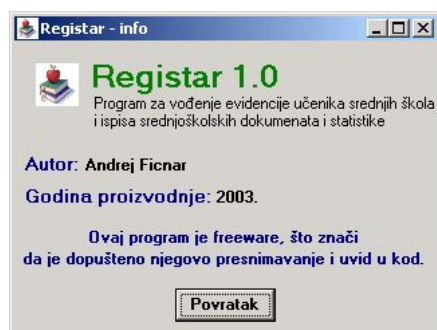 Registar - info
Registar 1.0
Program za vođenje evidencije učenika srednjih škola
i ispisa srednjoškolskih dokumenata i statistike
Autor: Andrej Ficnar
Godina proizvodnje: 2003.
Ovaj program je freeware, što znači
da je dopušteno njegovo presnimavanje i uvid u kod.
Povratak